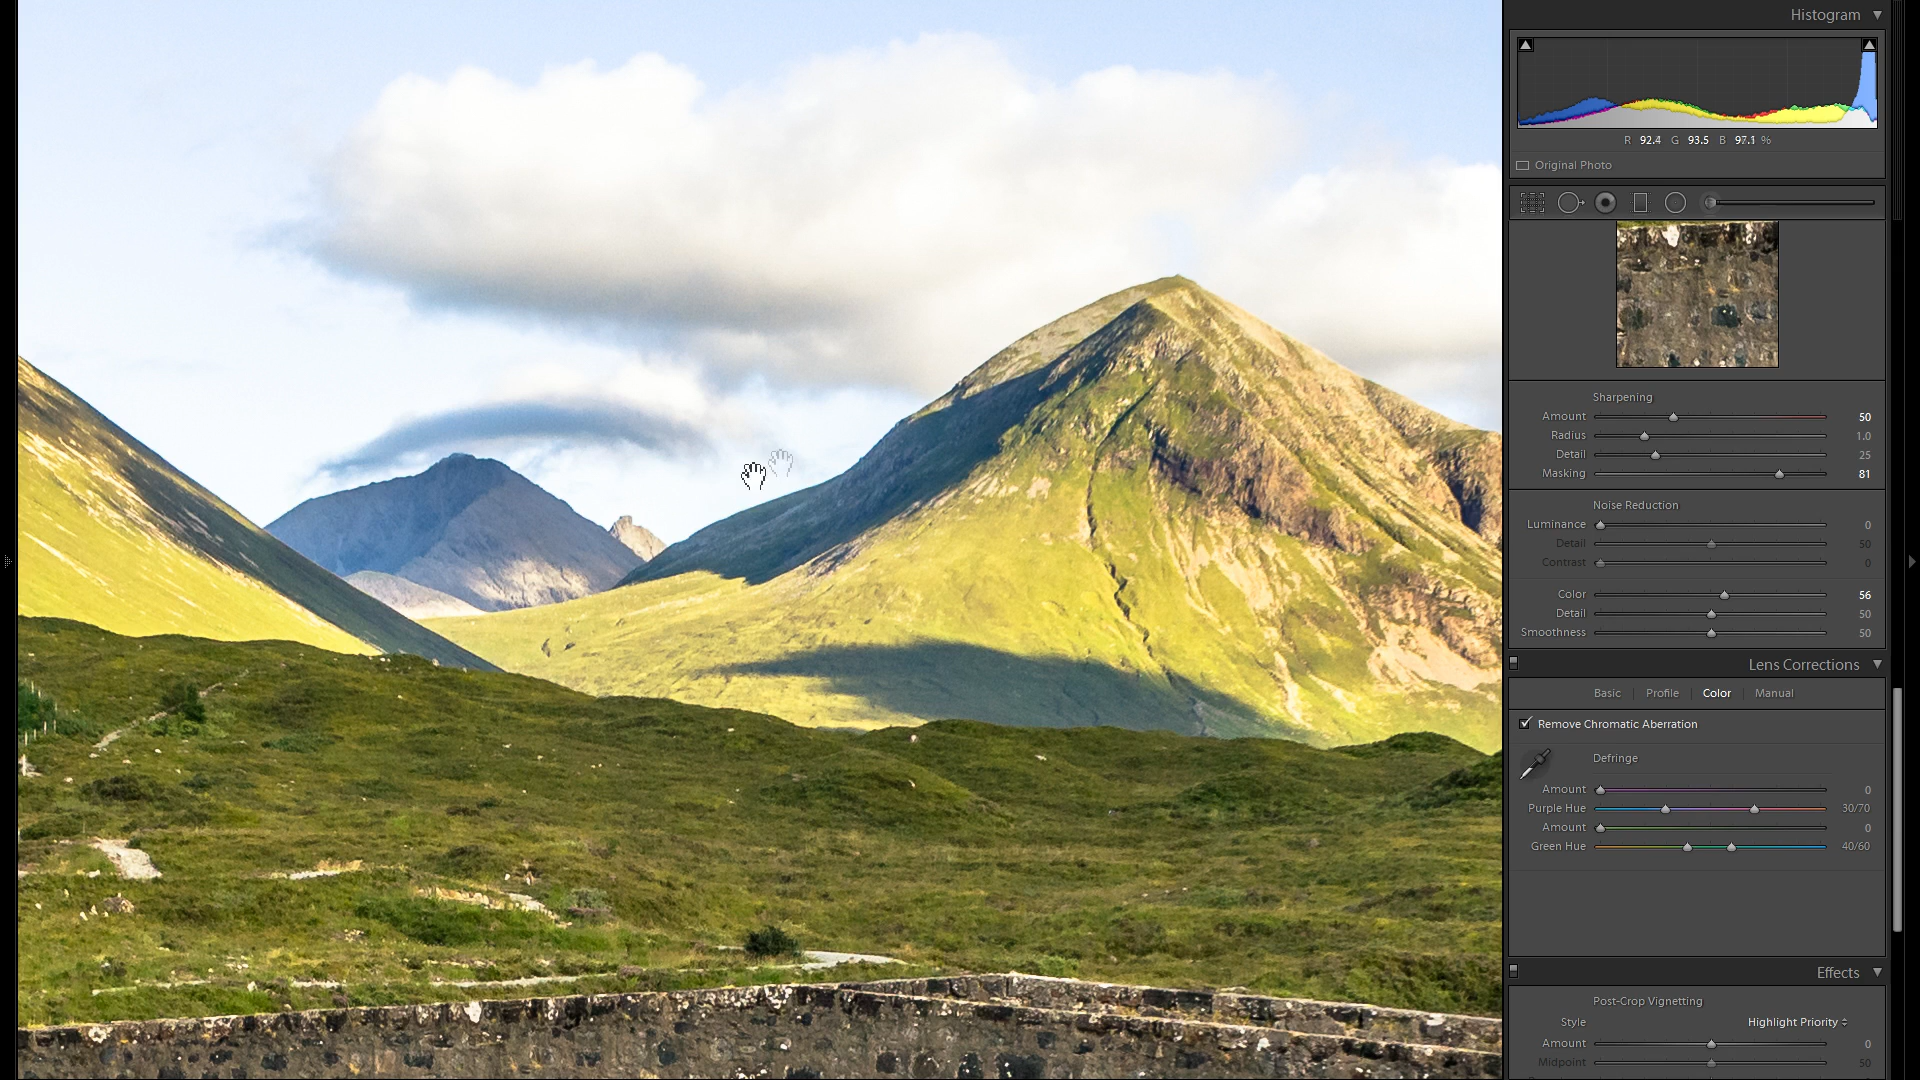 Histogram
R 92.4 G 93.5 B 97.1 %
Original Photo
Sharpening
Amount 50
Radius 1.0
Detail 25
Masking 81
Noise Reduction
Luminance 0
Detail 50
Contrast 0
Color 56
Detail 50
Smoothness 50
Lens Corrections
Basic Profile Color Manual
Remove Chromatic Aberration
Defringe
Amount 0
Purple Hue 30/70
Amount 0
Green Hue 40/60
Effects
Post-Crop Vignetting
Style Highlight Priority
Amount 0
Midpoint 50